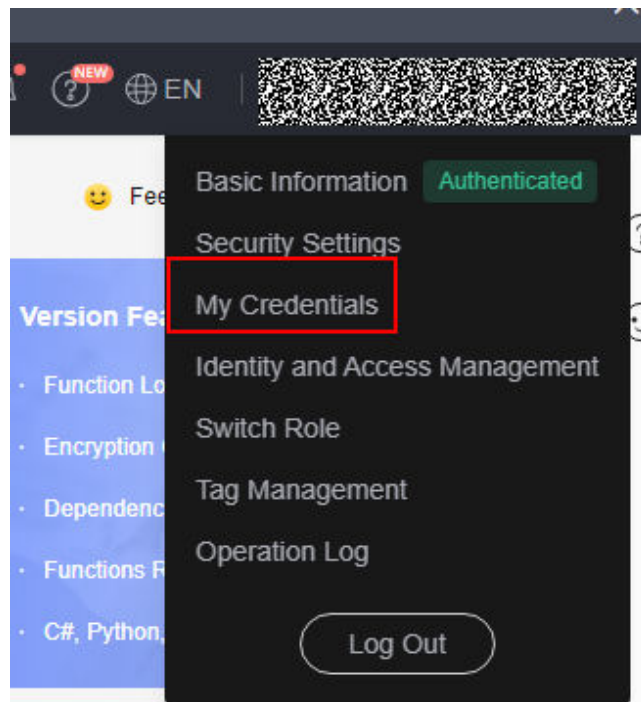 NEW
EN
Fee
Basic Information Authenticated
Security Settings
My Credentials
Version Fea
Identity and Access Management
Function Lo
Switch Role
Encryption
Tag Management
Dependenc
Operation Log
Functions R
C#, Python,
Log Out